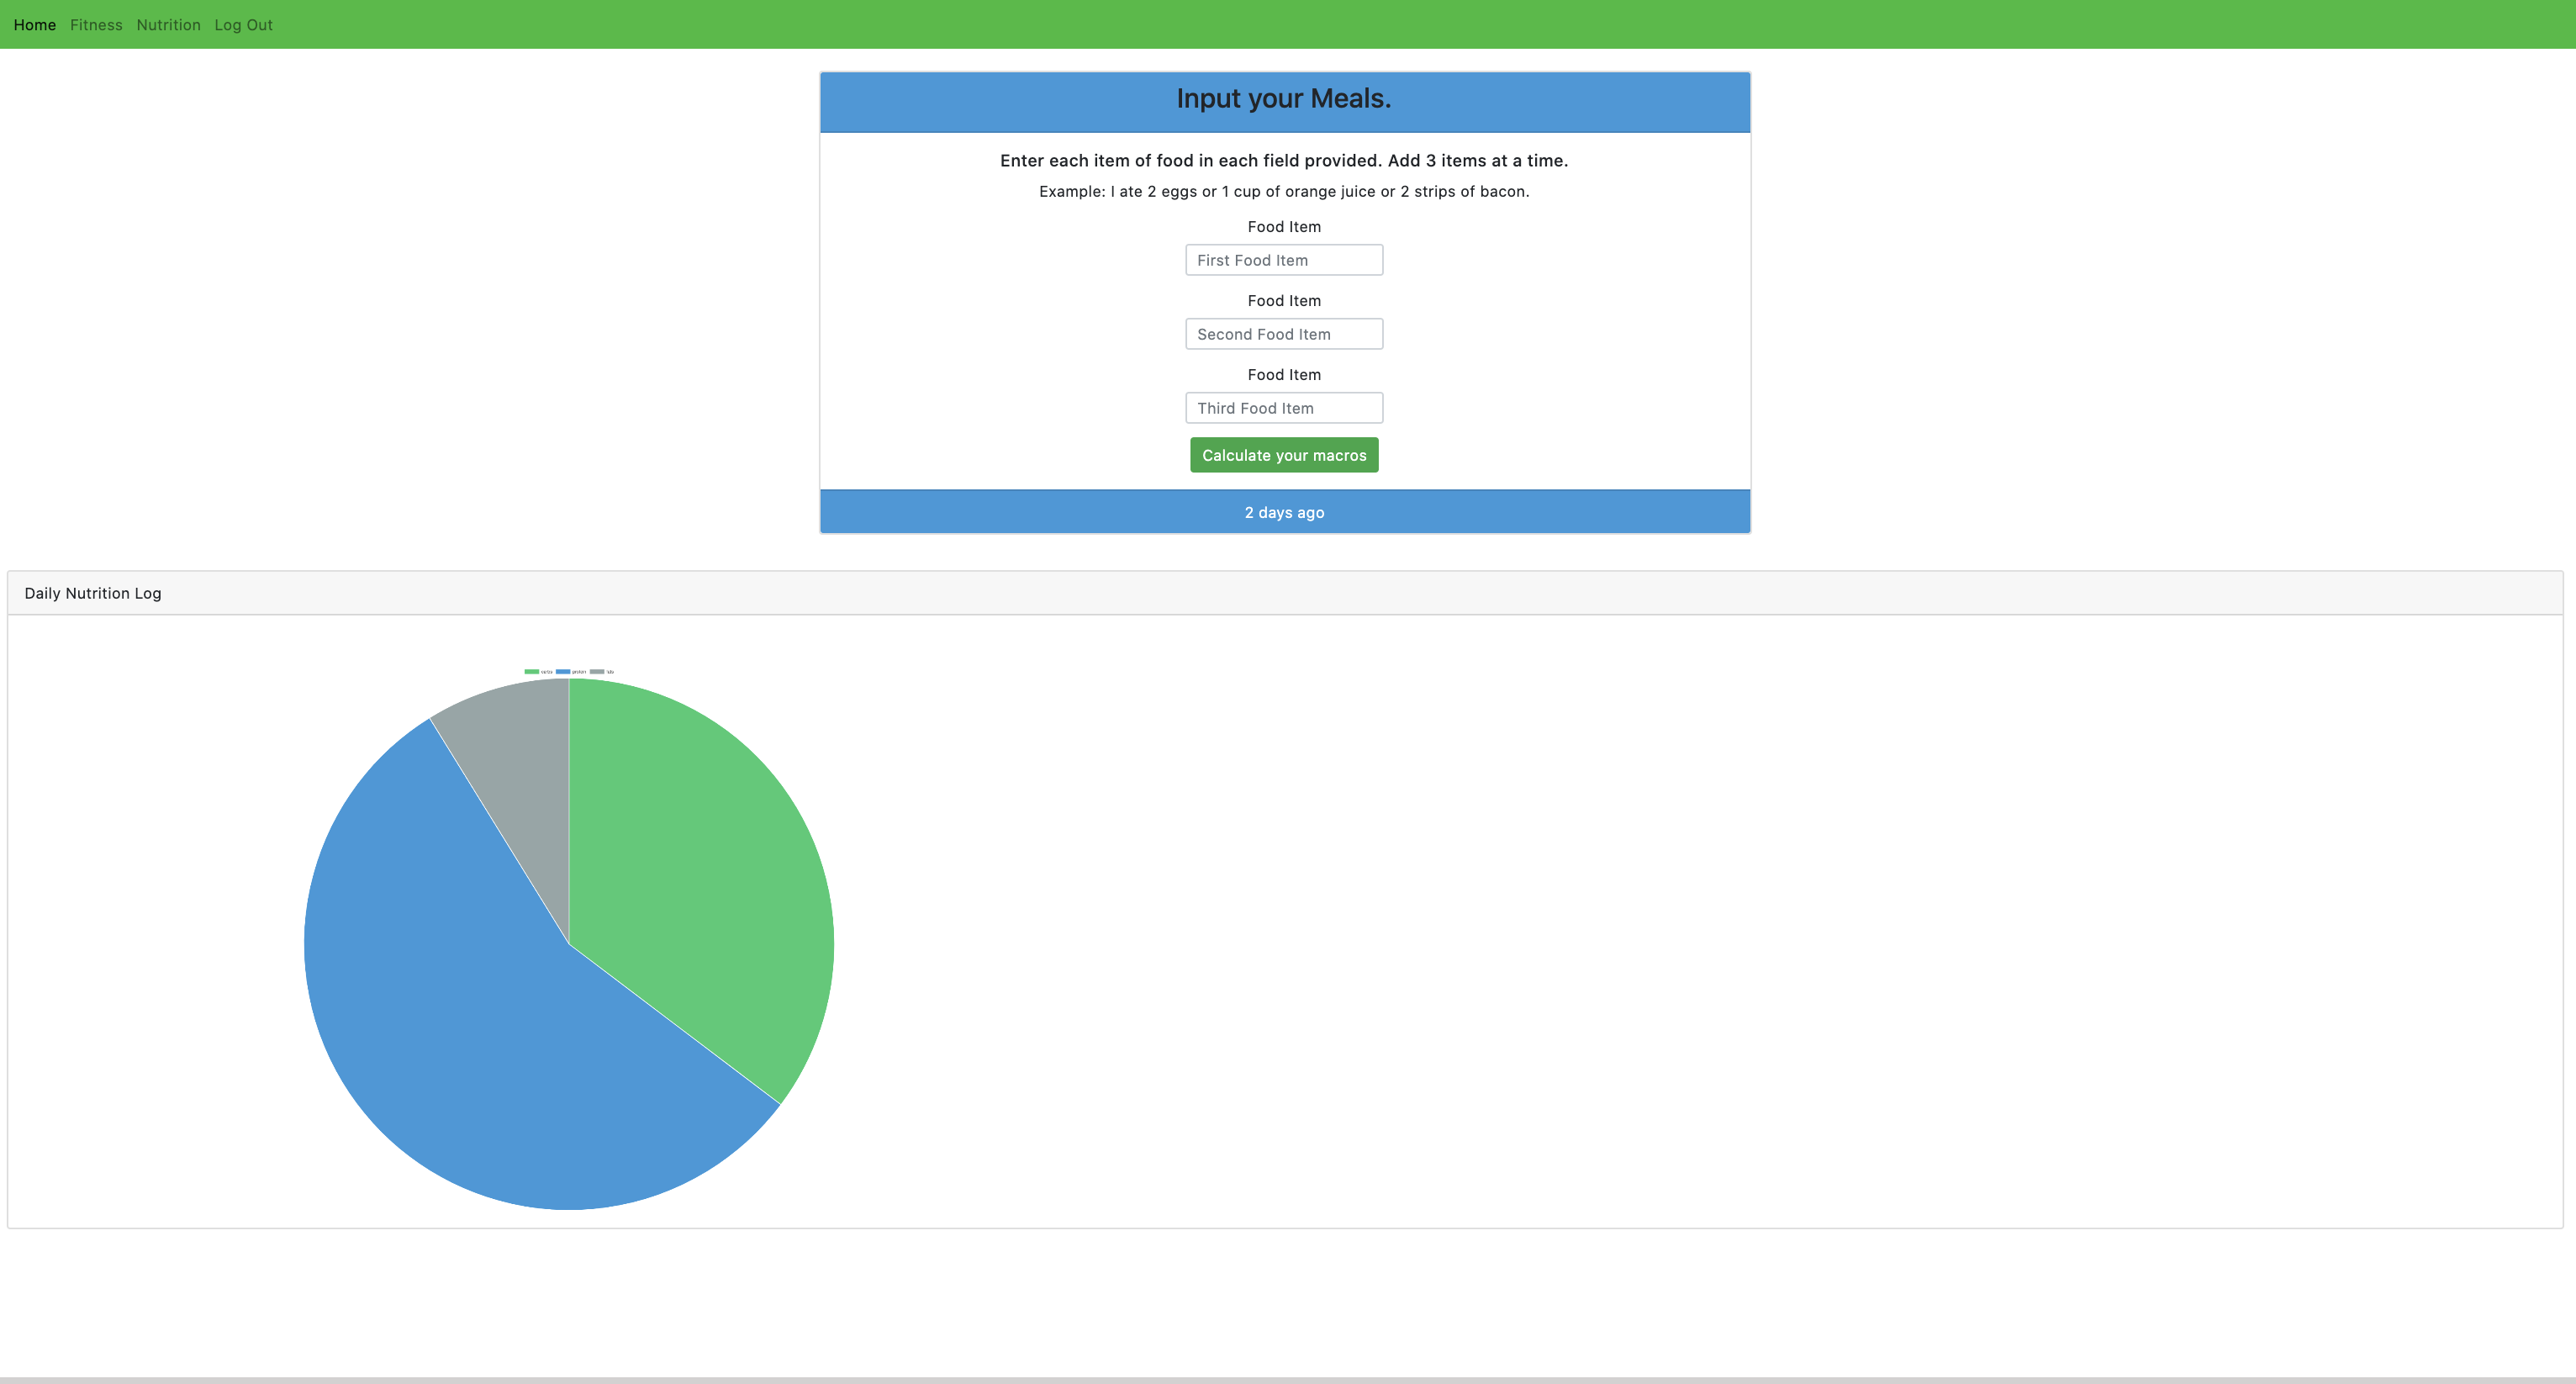 Home Fitness Nutrition Log Out
Input your Meals.
Enter each item of food in each field provided. Add 3 items at a time.
Example: I ate 2 eggs or 1 cup of orange juice or 2 strips of bacon.
Food Item
First Food Item
Food Item
Second Food Item
Food Item
Third Food Item
Calculate your macros
2 days ago
Daily Nutrition Log
protein